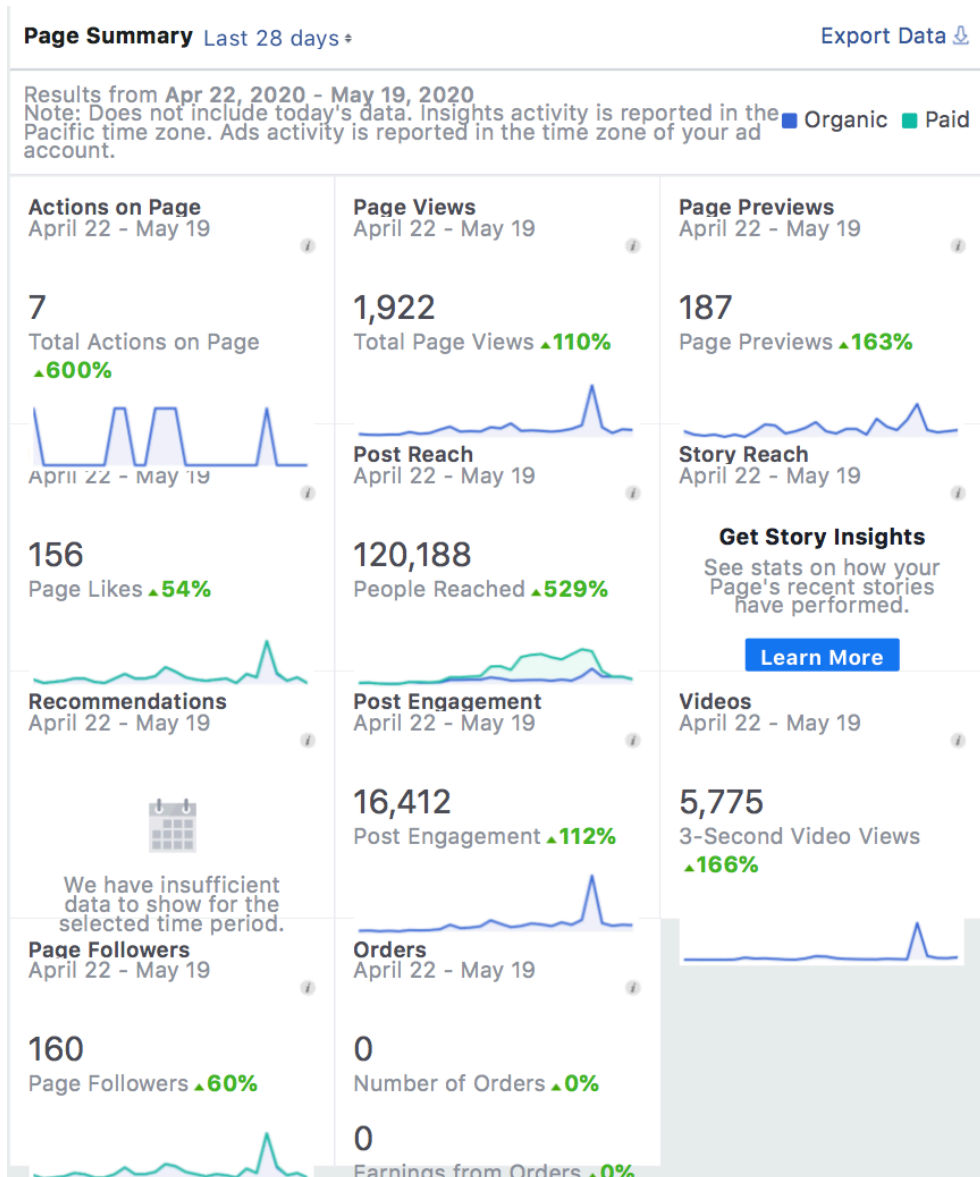 Page Summary Last 28 days
Export Data
Results from Apr 22, 2020 - May 19, 2020
Note: Does not include today's data. Insights activity is reported in the
Pacific time zone. Ads activity is reported in the time zone of your ad
account.
Organic Paid
Actions on Page
April 22 - May 19
7
Total Actions on Page
600%
Page Views
April 22 - May 19
1,922
Total Page Views 110%
Page Previews
April 22 - May 19
187
Page Previews 163%
April 22 - May 19
156
Page Likes 54%
Post Reach
April 22 - May 19
120,188
People Reached 529%
Story Reach
April 22 - May 19
Get Story Insights
See stats on how your
Page's recent stories
have performed.
Learn More
Recommendations
April 22 - May 19
We have insufficient
data to show for the
selected time period.
Post Engagement
April 22 - May 19
16,412
Post Engagement 112%
Videos
April 22 - May 19
5,775
3-Second Video Views
166%
Page Followers
April 22 - May 19
160
Page Followers 60%
Orders
April 22 - May 19
0
Number of Orders 0%
0
Earnings from Orders 0%